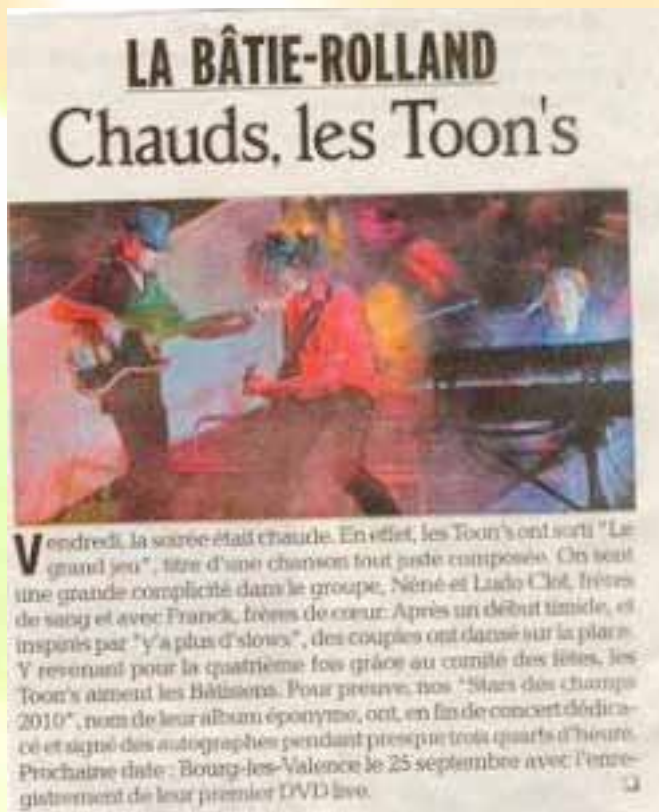 LA BÂTIE-ROLLAND
Chauds, les Toon's
Vendredi, la soirée était chaude. En effet, les Toon's ont sorti "Le
grand jeu", titre d'une chanson tout juste composée. On sent
une grande complicité dans le groupe, Néné et Ludo Clot, frères
de sang et avec Franck, frères de cœur. Après un début timide, et
inspirés par "y'a plus d'slows", des couples ont dansé sur la place.
Y revenant pour la quatrième fois grâce au comité des fêtes, les
Toon's aiment les Bâtissens. Pour preuve, nos "Stars des champs
2010", nom de leur album éponyme, ont, en fin de concert dédica-
cé et signé des autographes pendant presque trois quarts d'heure.
Prochaine date : Bourg-les-Valence le 25 septembre avec l'enre-
gistrement de leur premier DVD live.